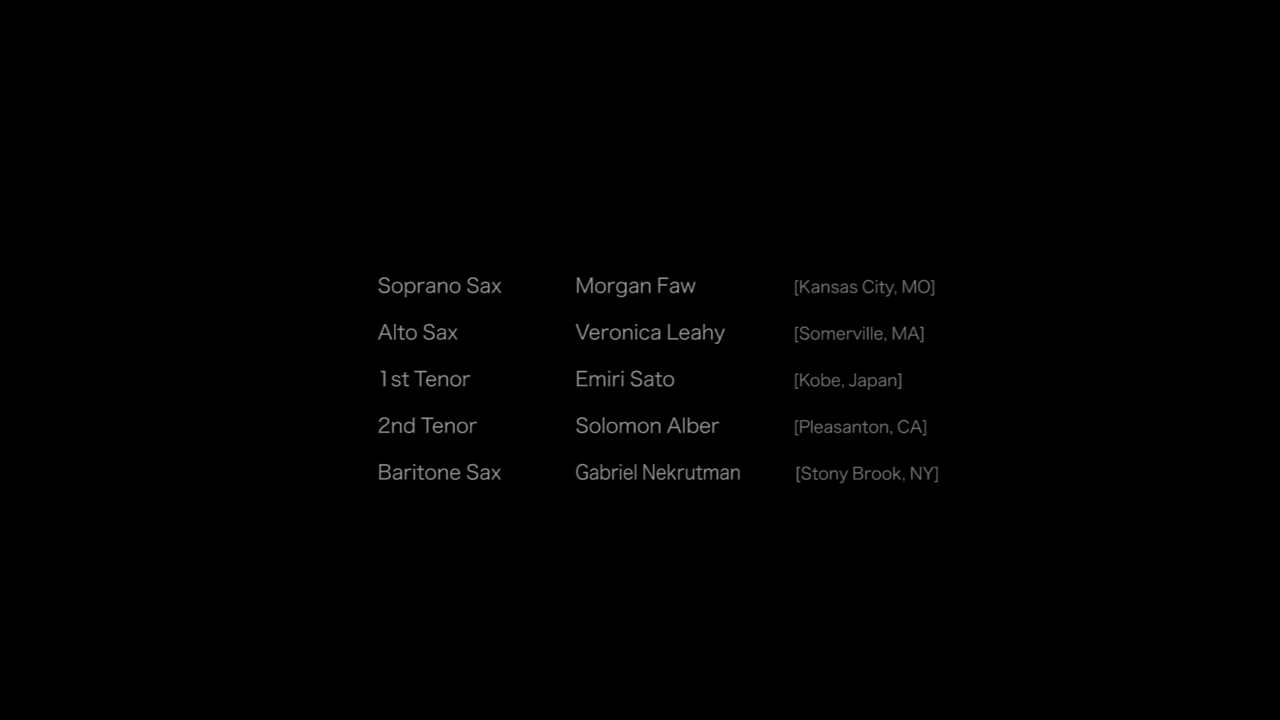 Soprano Sax Morgan Faw [Kansas City, MO]
Alto Sax Veronica Leahy [Somerville, MA]
1st Tenor Emiri Sato [Kobe, Japan]
2nd Tenor Solomon Alber [Pleasanton, CA]
Baritone Sax Gabriel Nekrutman [Stony Brook, NY]